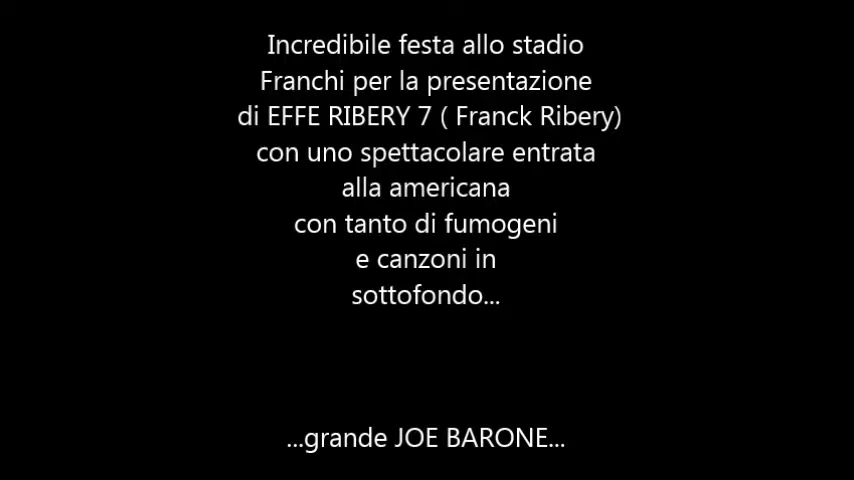 Incredibile festa allo stadio
Franchi per la presentazione
di EFFE RIBERY 7 ( Franck Ribery)
con uno spettacolare entrata
alla americana
con tanto di fumogeni
e canzoni in
sottofondo...
...grande JOE BARONE...